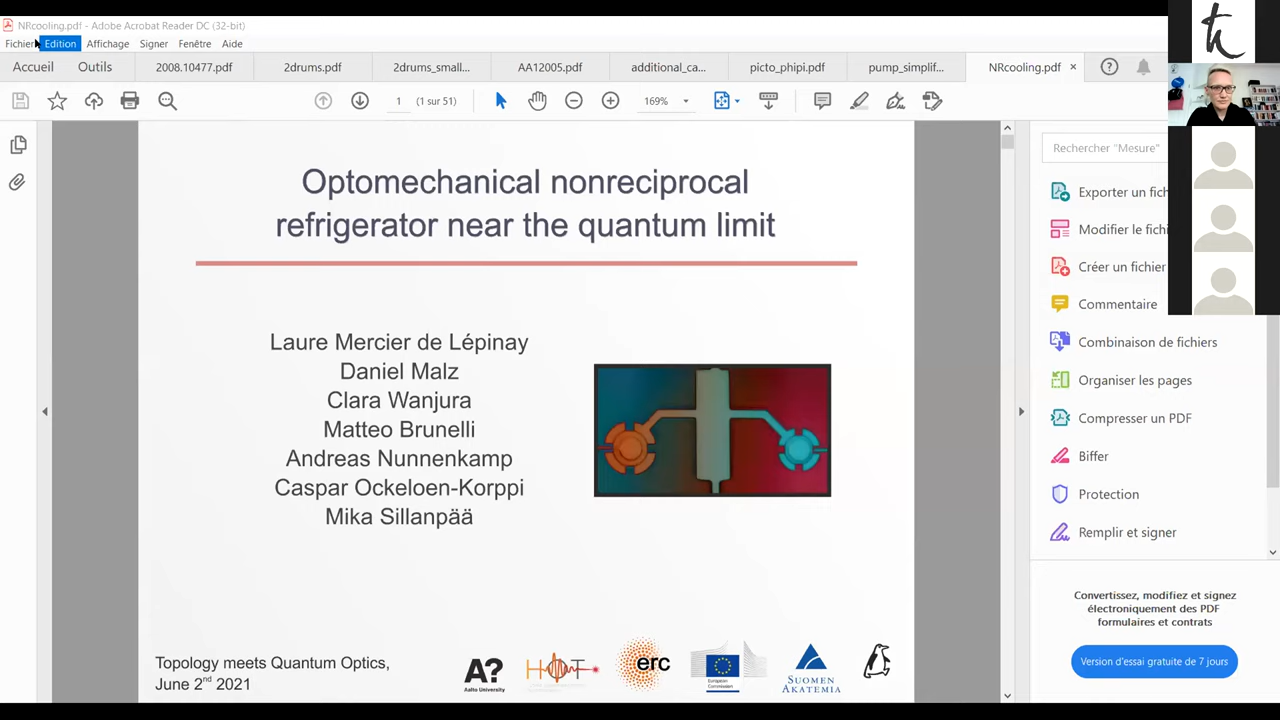 NRcooling.pdf - Adobe Acrobat Reader DC (32-bit)
Fichier Edition Affichage Signer Fenêtre Aide
Accueil Outils 2008.10477.pdf 2drums.pdf 2drums_small AA12005.pdf additional_ca... picto_phipi.pdf pump_simplif... NRcooling.pdf ×
1 (1 sur 51) 169%
Rechercher "Mesure"
Optomechanical nonreciprocal
refrigerator near the quantum limit
Laure Mercier de Lépinay
Daniel Malz
Clara Wanjura
Matteo Brunelli
Andreas Nunnenkamp
Caspar Ockeloen-Korppi
Mika Sillanpää
Topology meets Quantum Optics,
June 2nd 2021
A?
Aalto University
HOT
erc
European
Commission
SUOMEN
AKATEMIA
Exporter un fich
Modifier le fichi
Créer un fichier
Commentaire
Combinaison de fichiers
Organiser les pages
Compresser un PDF
Biffer
Protection
Remplir et signer
Convertissez, modifiez et signez
électroniquement des PDF
formulaires et contrats
Version d'essai gratuite de 7 jours